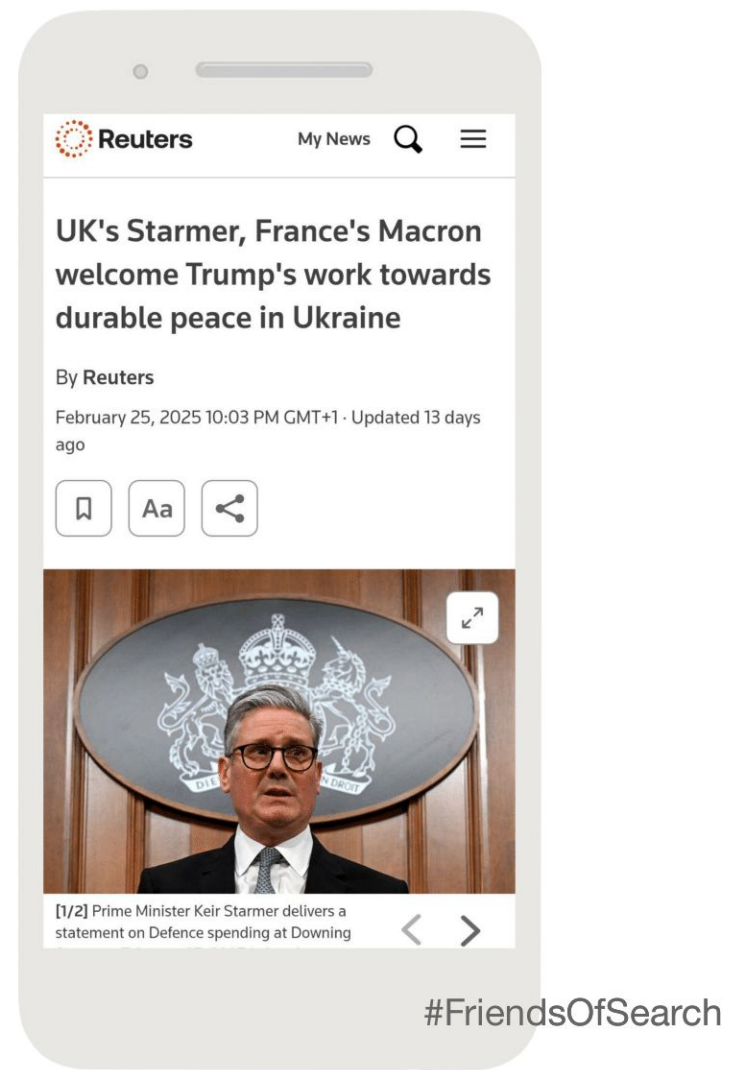 Reuters
My News
UK's Starmer, France's Macron
welcome Trump's work towards
durable peace in Ukraine
By Reuters
February 25, 2025 10:03 PM GMT+1 · Updated 13 days
ago
Aa
DIE
N DROIT
[1/2] Prime Minister Keir Starmer delivers a
statement on Defence spending at Downing
#FriendsOfSearch